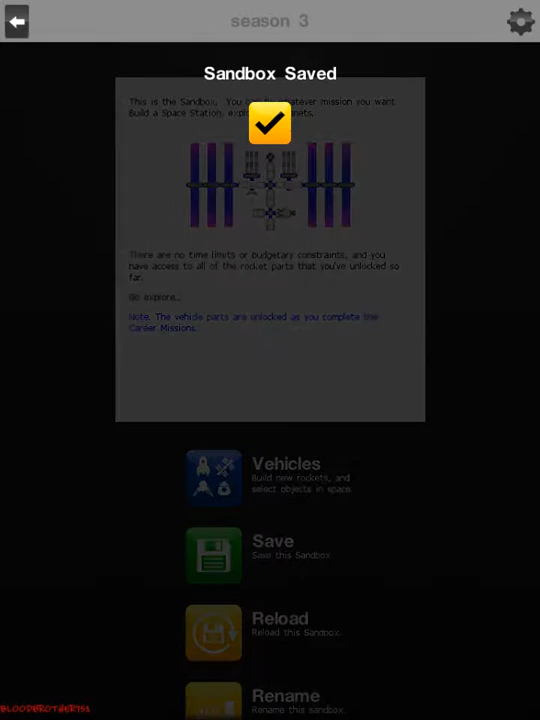 season 3
Sandbox Saved
This is the Sandbox. You can fly whatever mission you want
Build a Space Station, explore planets.
There are no time limits or budgetary constraints, and you
have access to all of the rocket parts that you've unlocked so
far.
Go explore...
Note. The vehicle parts are unlocked as you complete the
Career Missions.
Vehicles
Build new rockets, and
select objects in space.
Save
Save this Sandbox
Reload
Reload this Sandbox.
Rename
Rename this sandbox.
BLOODBROTHER151